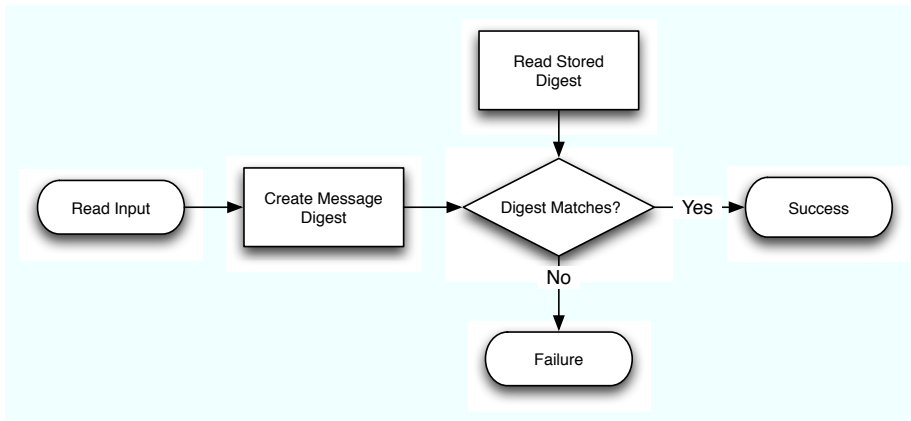 Read Stored
Digest
Read Input
Create Message
Digest
Digest Matches?
Yes
Success
No
Failure